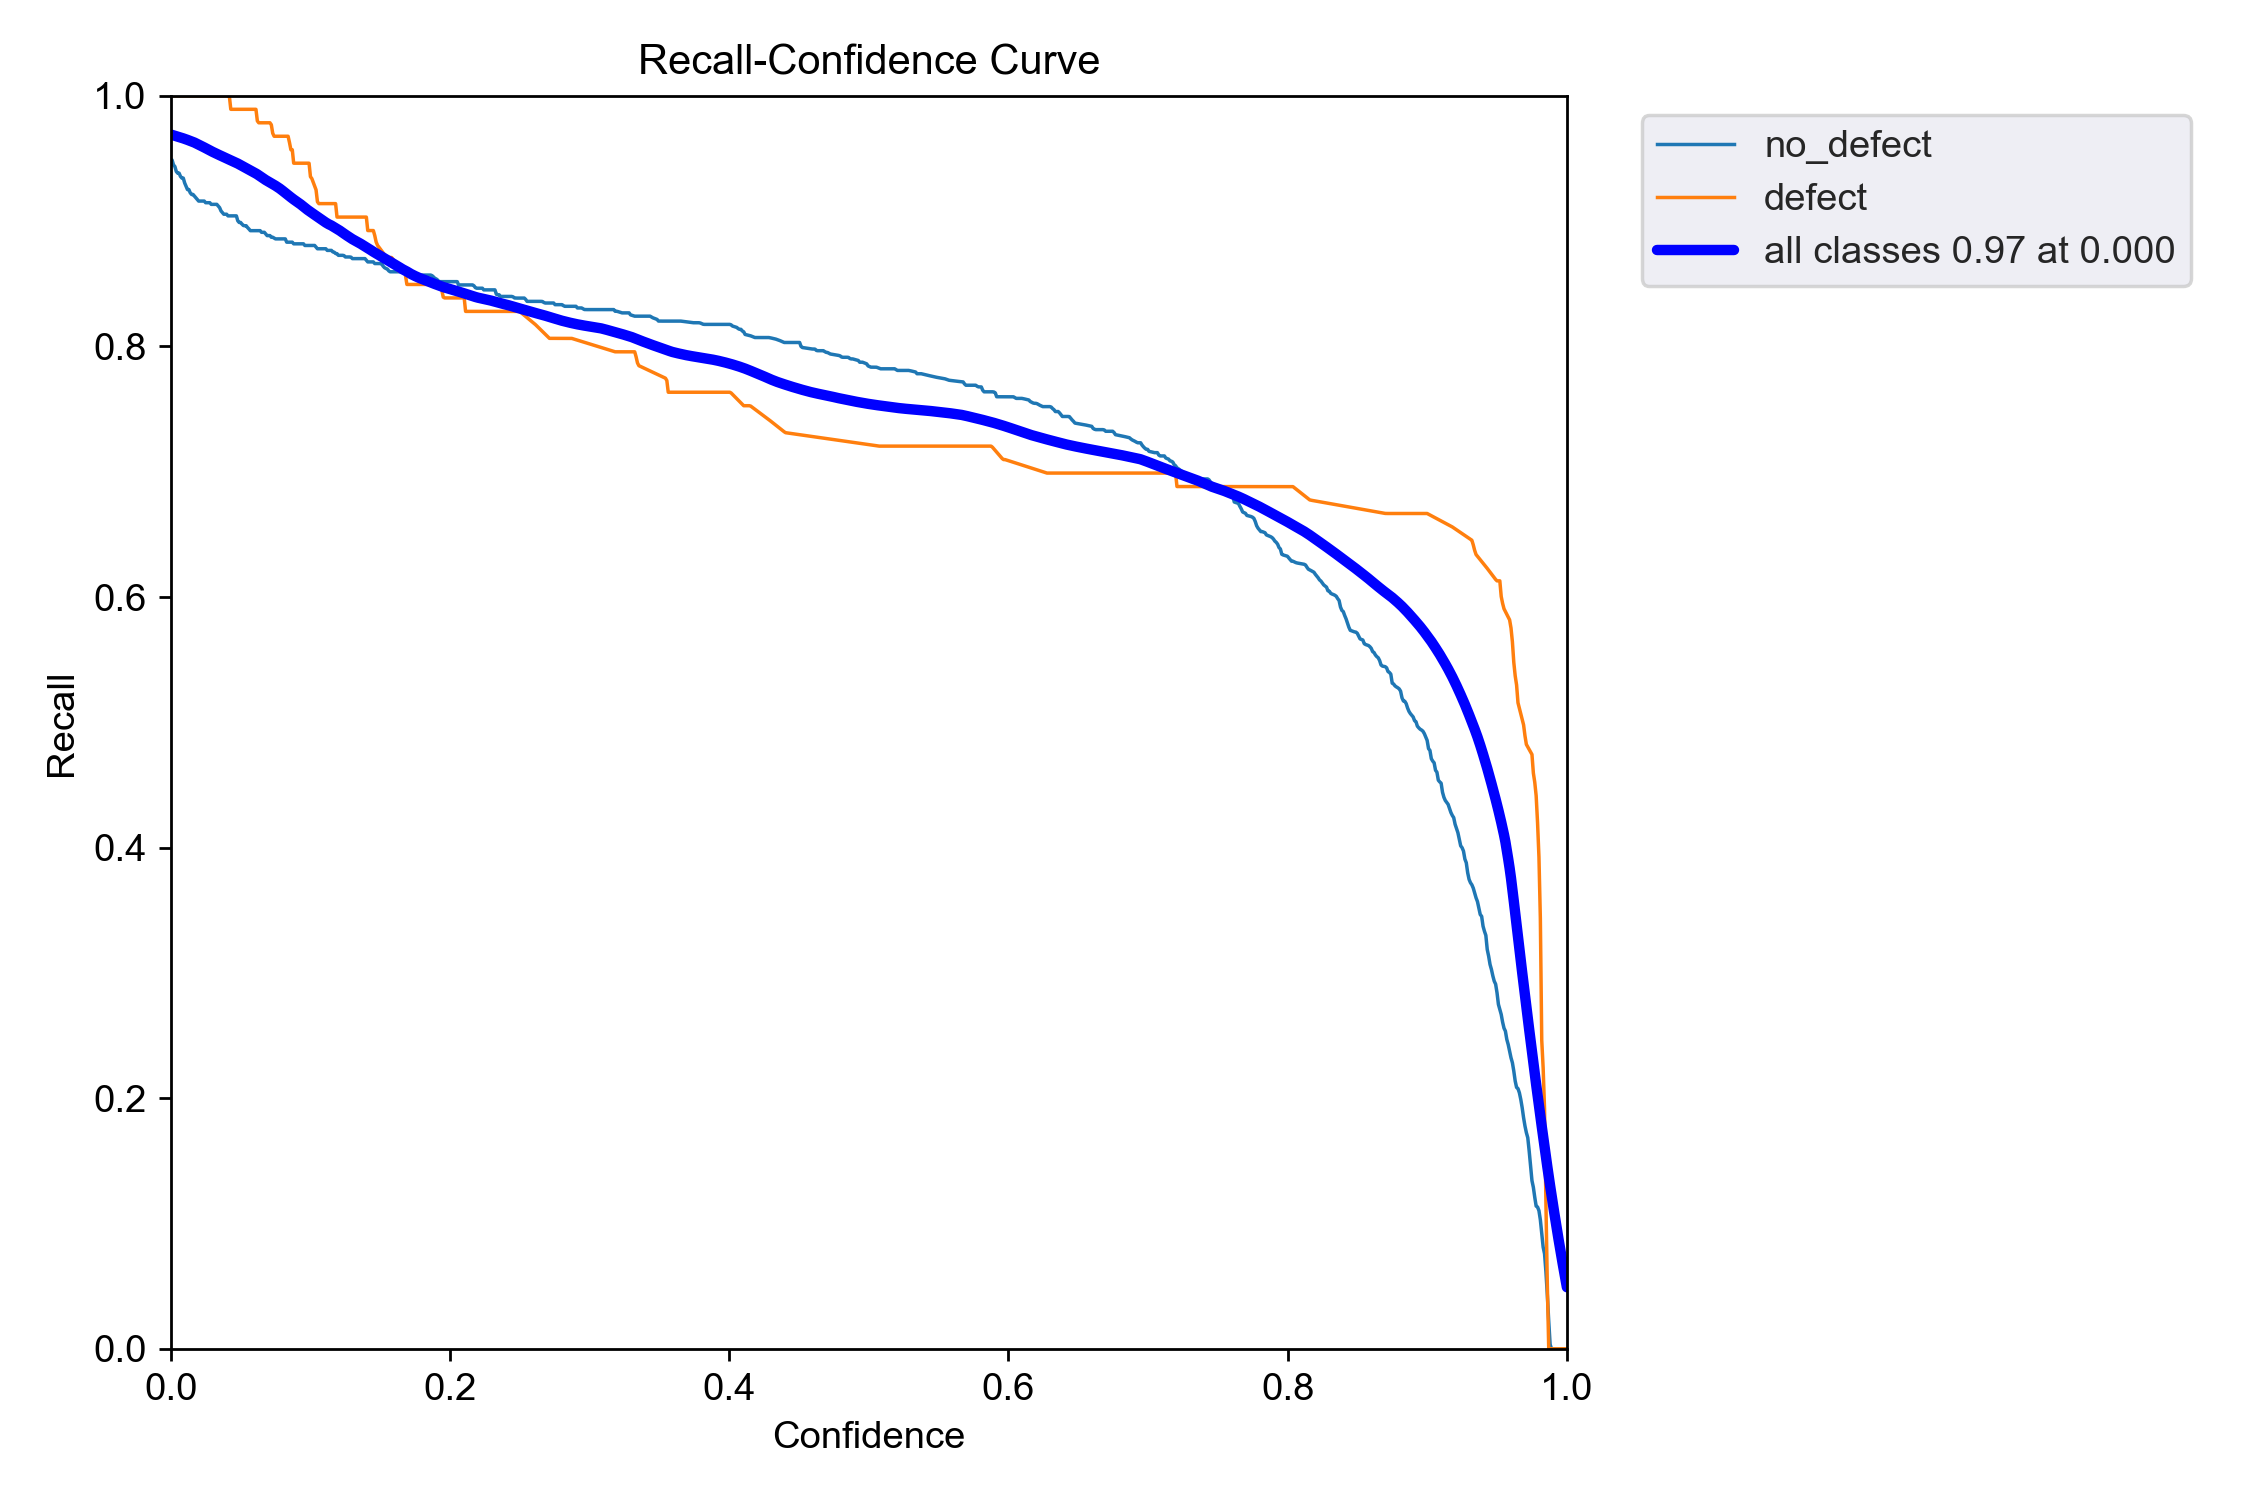 Recall-Confidence Curve
1.0
0.8
0.6
0.4
0.2
0.0
Recall
0.0 0.2 0.4 0.6 0.8 1.0
Confidence
no_defect
defect
all classes 0.97 at 0.000